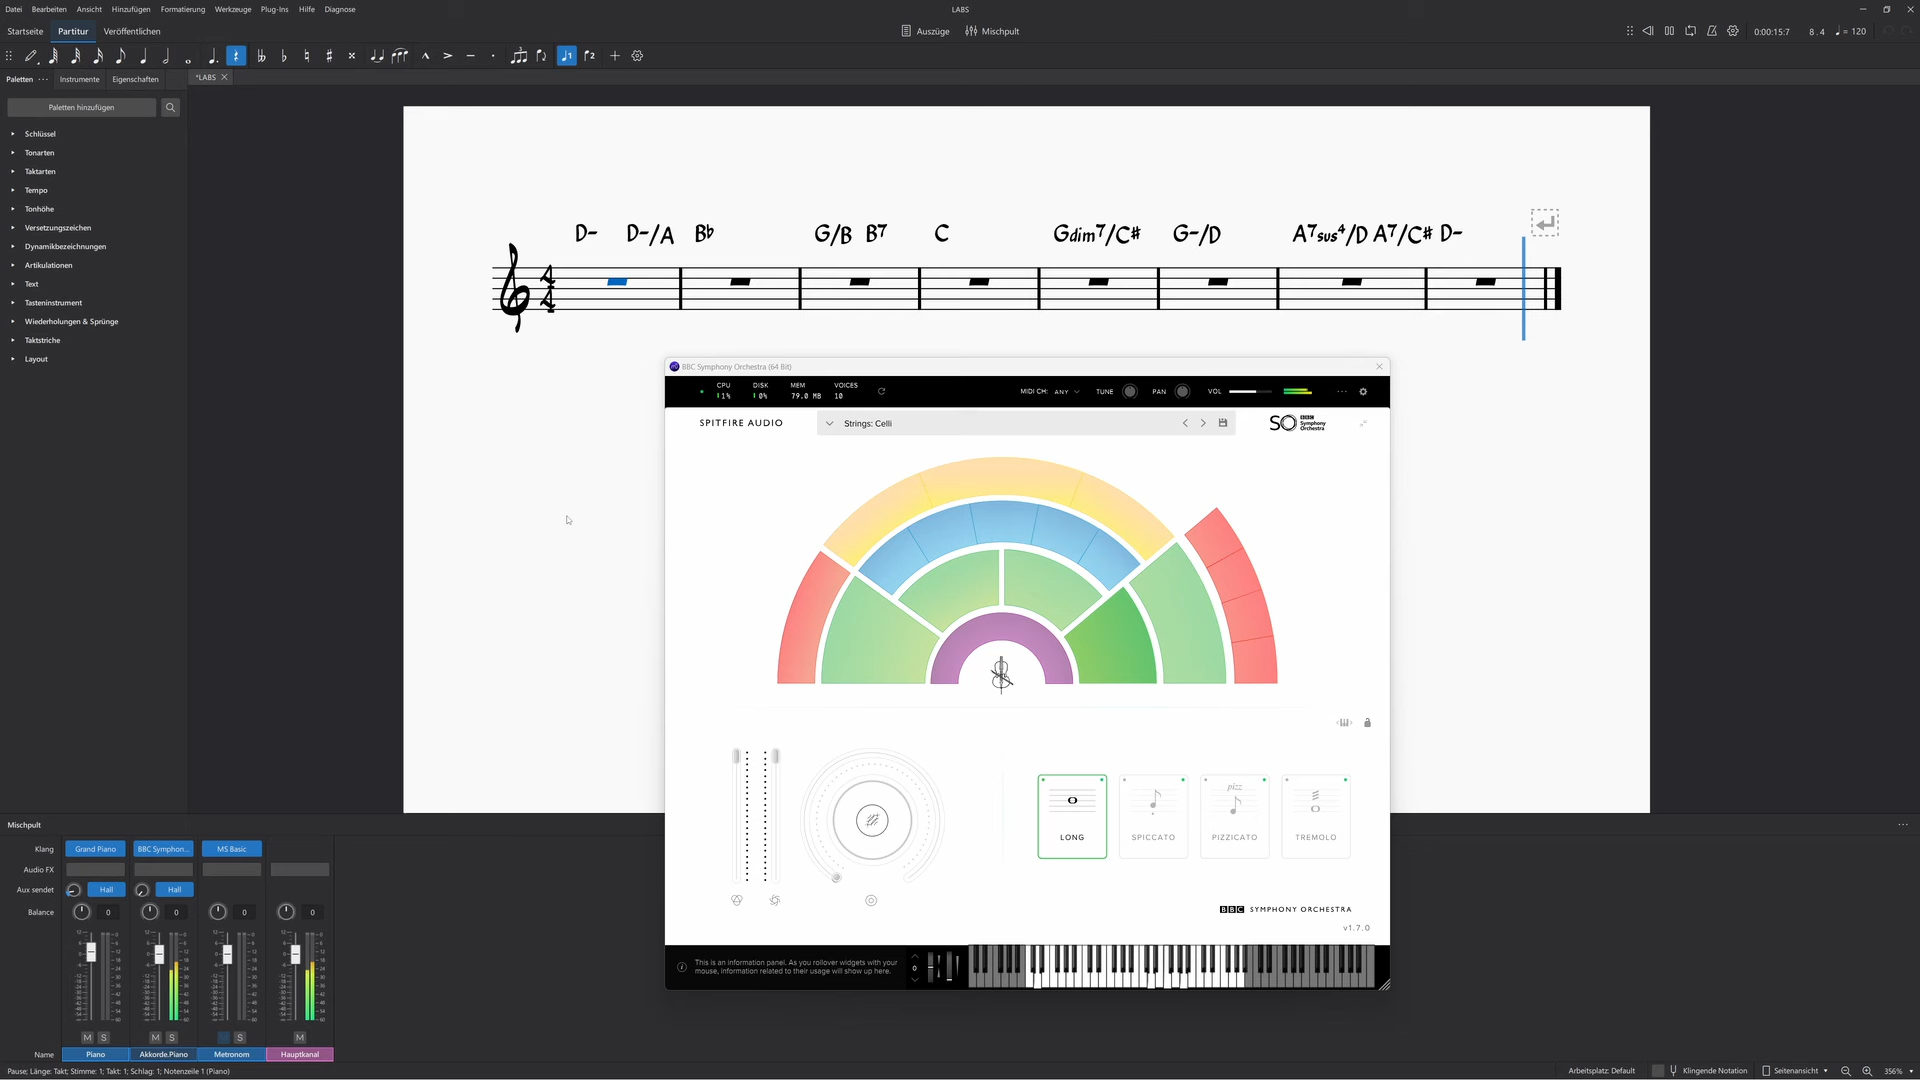 Datei Bearbeiten Ansicht Hinzufügen Formatierung Werkzeuge Plug-Ins Hilfe Diagnose LABS
Startseite Partitur Veröffentlichen Auszüge Mischpult 0:00:15:7 8 . 4 = 120
Paletten Instrumente Eigenschaften *LABS
Paletten hinzufügen
Schlüssel
Tonarten
Taktarten
Tempo
Tonhöhe
Versetzungszeichen
Dynamikbezeichnungen
Artikulationen
Text
Tasteninstrument
Wiederholungen & Sprünge
Taktstriche
Layout
D- D-/A B♭ G/B B7 C Gdim7/C# G-/D A7sus4/D A7/C# D-
BBC Symphony Orchestra (64 Bit)
CPU DISK MEM VOICES
1% 0% 79.0 MB 10
MIDI CH: ANY TUNE PAN VOL
SPITFIRE AUDIO Strings: Celli SO BBC Symphony Orchestra
pizz
LONG SPICCATO PIZZICATO TREMOLO
BBC SYMPHONY ORCHESTRA
v1.7.0
This is an information panel. As you rollover widgets with your
mouse, information related to their usage will show up here.
0
Mischpult
Klang Grand Piano BBC Symphon... MS Basic
Audio FX
Aux sendet Hall Hall
Balance 0 0 0 0
M S M S S M
Name Piano Akkorde.Piano Metronom Hauptkanal
Pause; Länge: Takt; Stimme: 1; Takt: 1; Schlag: 1; Notenzeile 1 (Piano) Arbeitsplatz: Default Klingende Notation Seitenansicht 356%